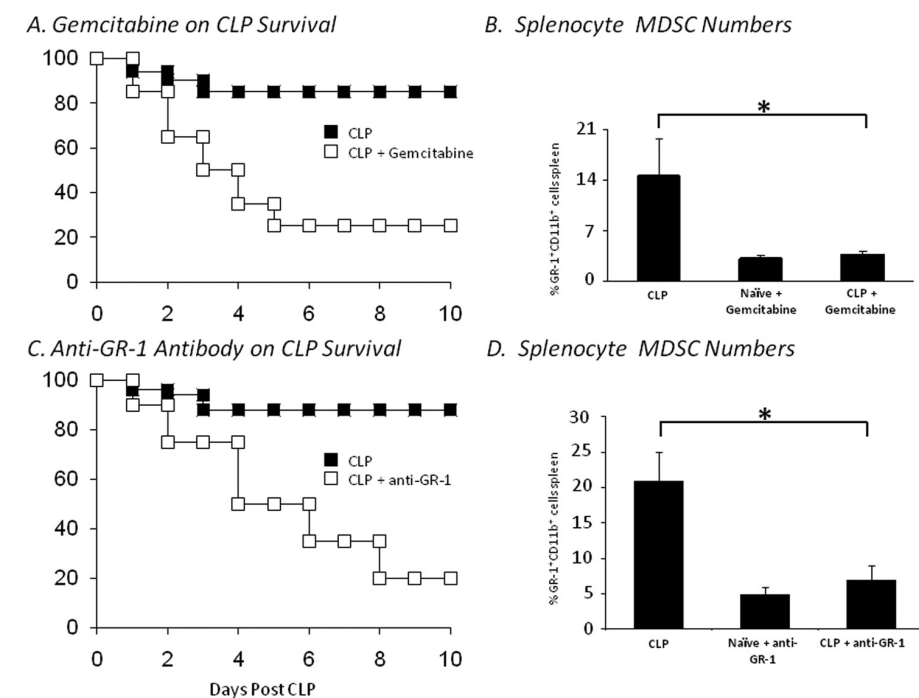 A. Gemcitabine on CLP Survival
100
80
60
40
20
0
CLP
CLP + Gemcitabine
0 2 4 6 8 10
B. Splenocyte MDSC Numbers
*
% GR-1+CD11b+ cellsspleen
21
14
7
0
CLP
Naïve +
Gemcitabine
CLP +
Gemcitabine
C. Anti-GR-1 Antibody on CLP Survival
100
80
60
40
20
0
CLP
CLP + anti-GR-1
0 2 4 6 8 10
Days Post CLP
D. Splenocyte MDSC Numbers
*
% GR-1+CD11b+ cellsspleen
30
25
20
15
10
5
0
CLP
Naïve + anti-
GR-1
CLP + anti-GR-1